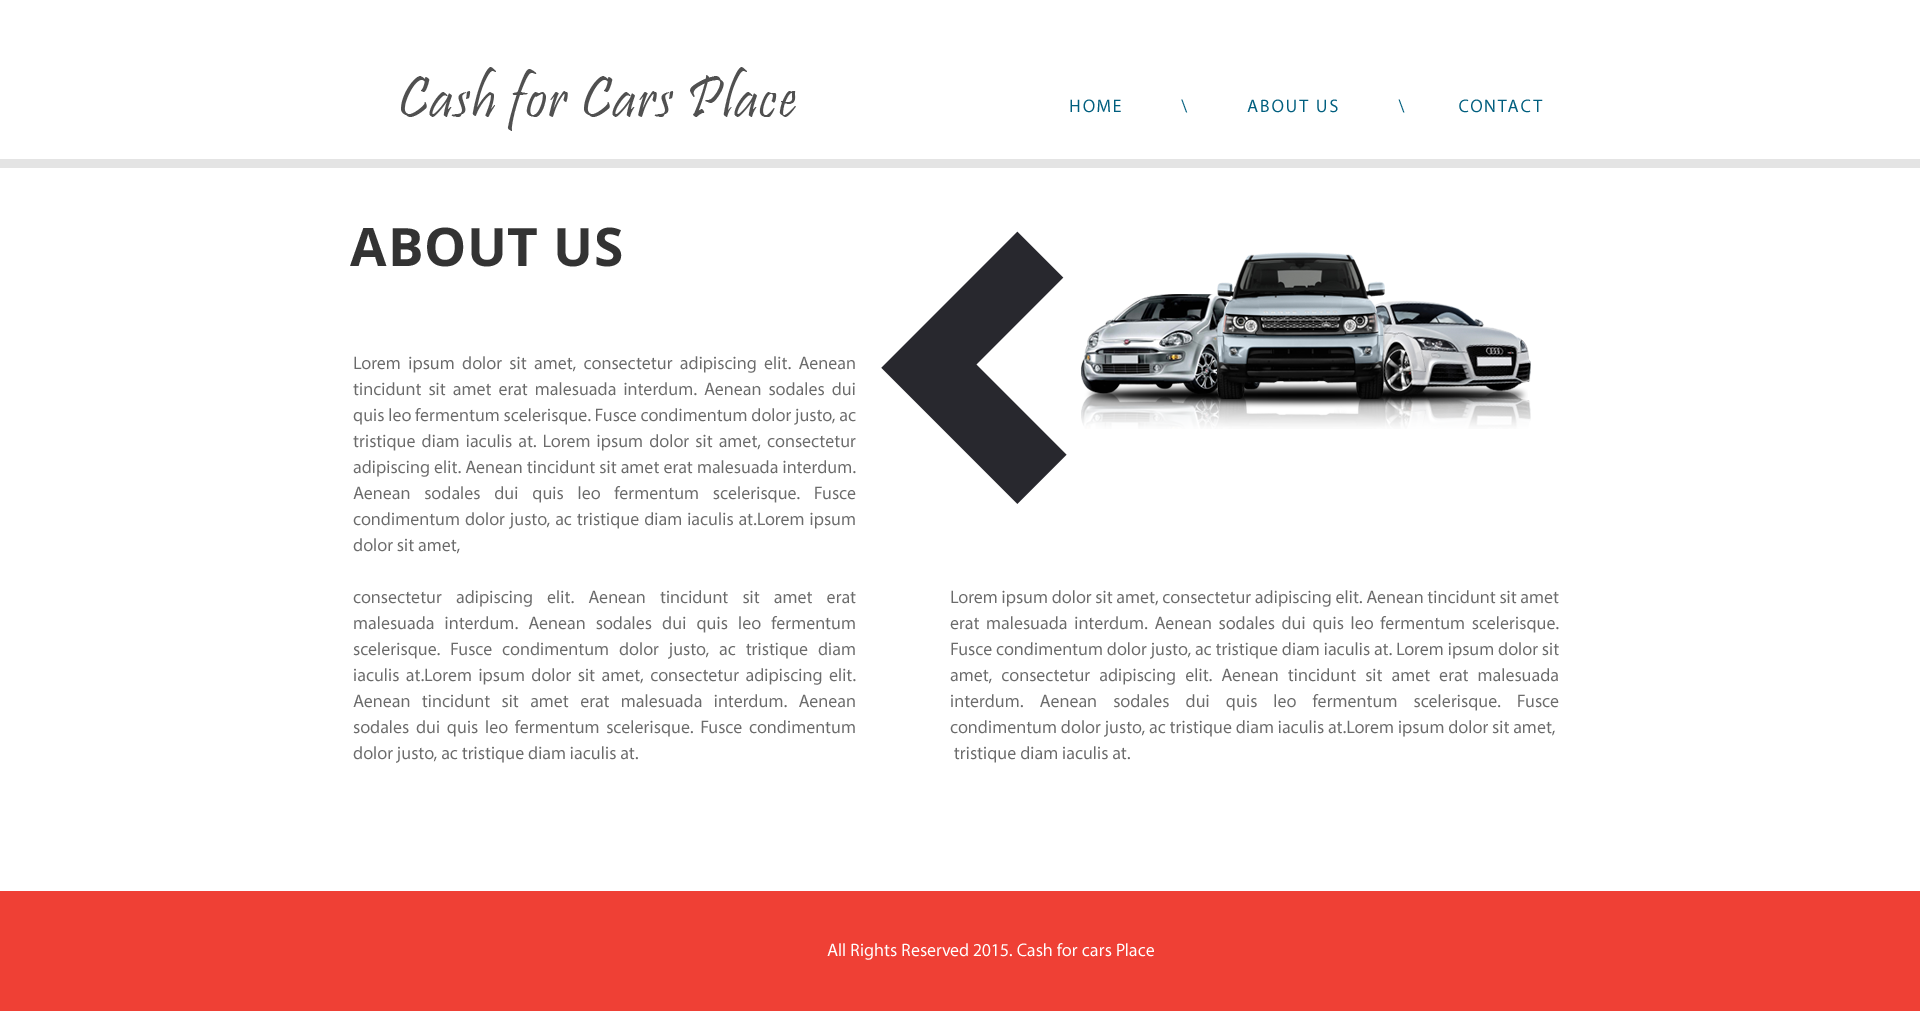 Cash for Cars Place
HOME \ ABOUT US \ CONTACT
ABOUT US
Lorem ipsum dolor sit amet, consectetur adipiscing elit. Aenean
tincidunt sit amet erat malesuada interdum. Aenean sodales dui
quis leo fermentum scelerisque. Fusce condimentum dolor justo, ac
tristique diam iaculis at. Lorem ipsum dolor sit amet, consectetur
adipiscing elit. Aenean tincidunt sit amet erat malesuada interdum.
Aenean sodales dui quis leo fermentum scelerisque. Fusce
condimentum dolor justo, ac tristique diam iaculis at.Lorem ipsum
dolor sit amet,
consectetur adipiscing elit. Aenean tincidunt sit amet erat
malesuada interdum. Aenean sodales dui quis leo fermentum
scelerisque. Fusce condimentum dolor justo, ac tristique diam
iaculis at.Lorem ipsum dolor sit amet, consectetur adipiscing elit.
Aenean tincidunt sit amet erat malesuada interdum. Aenean
sodales dui quis leo fermentum scelerisque. Fusce condimentum
dolor justo, ac tristique diam iaculis at.
Lorem ipsum dolor sit amet, consectetur adipiscing elit. Aenean tincidunt sit amet
erat malesuada interdum. Aenean sodales dui quis leo fermentum scelerisque.
Fusce condimentum dolor justo, ac tristique diam iaculis at. Lorem ipsum dolor sit
amet, consectetur adipiscing elit. Aenean tincidunt sit amet erat malesuada
interdum. Aenean sodales dui quis leo fermentum scelerisque. Fusce
condimentum dolor justo, ac tristique diam iaculis at.Lorem ipsum dolor sit amet,
tristique diam iaculis at.
All Rights Reserved 2015. Cash for cars Place